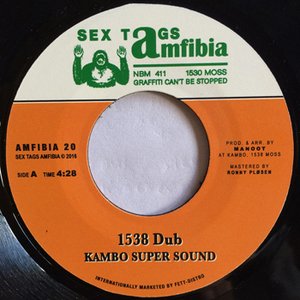 SEX TAGS
amfibia
NBM 411 1530 MOSS
GRAFFITI CAN'T BE STOPPED
AMFIBIA 20
SEX TAGS AMFIBIA © 2016
SIDE A TIME 4:28
PROD. & ARR. BY
MANOOT
AT KAMBO, 1538 MOSS
MASTERED BY
RONNY PLØSEN
1538 Dub
KAMBO SUPER SOUND
INTERNATIONALLY MARKETED BY FETT-DISTRO